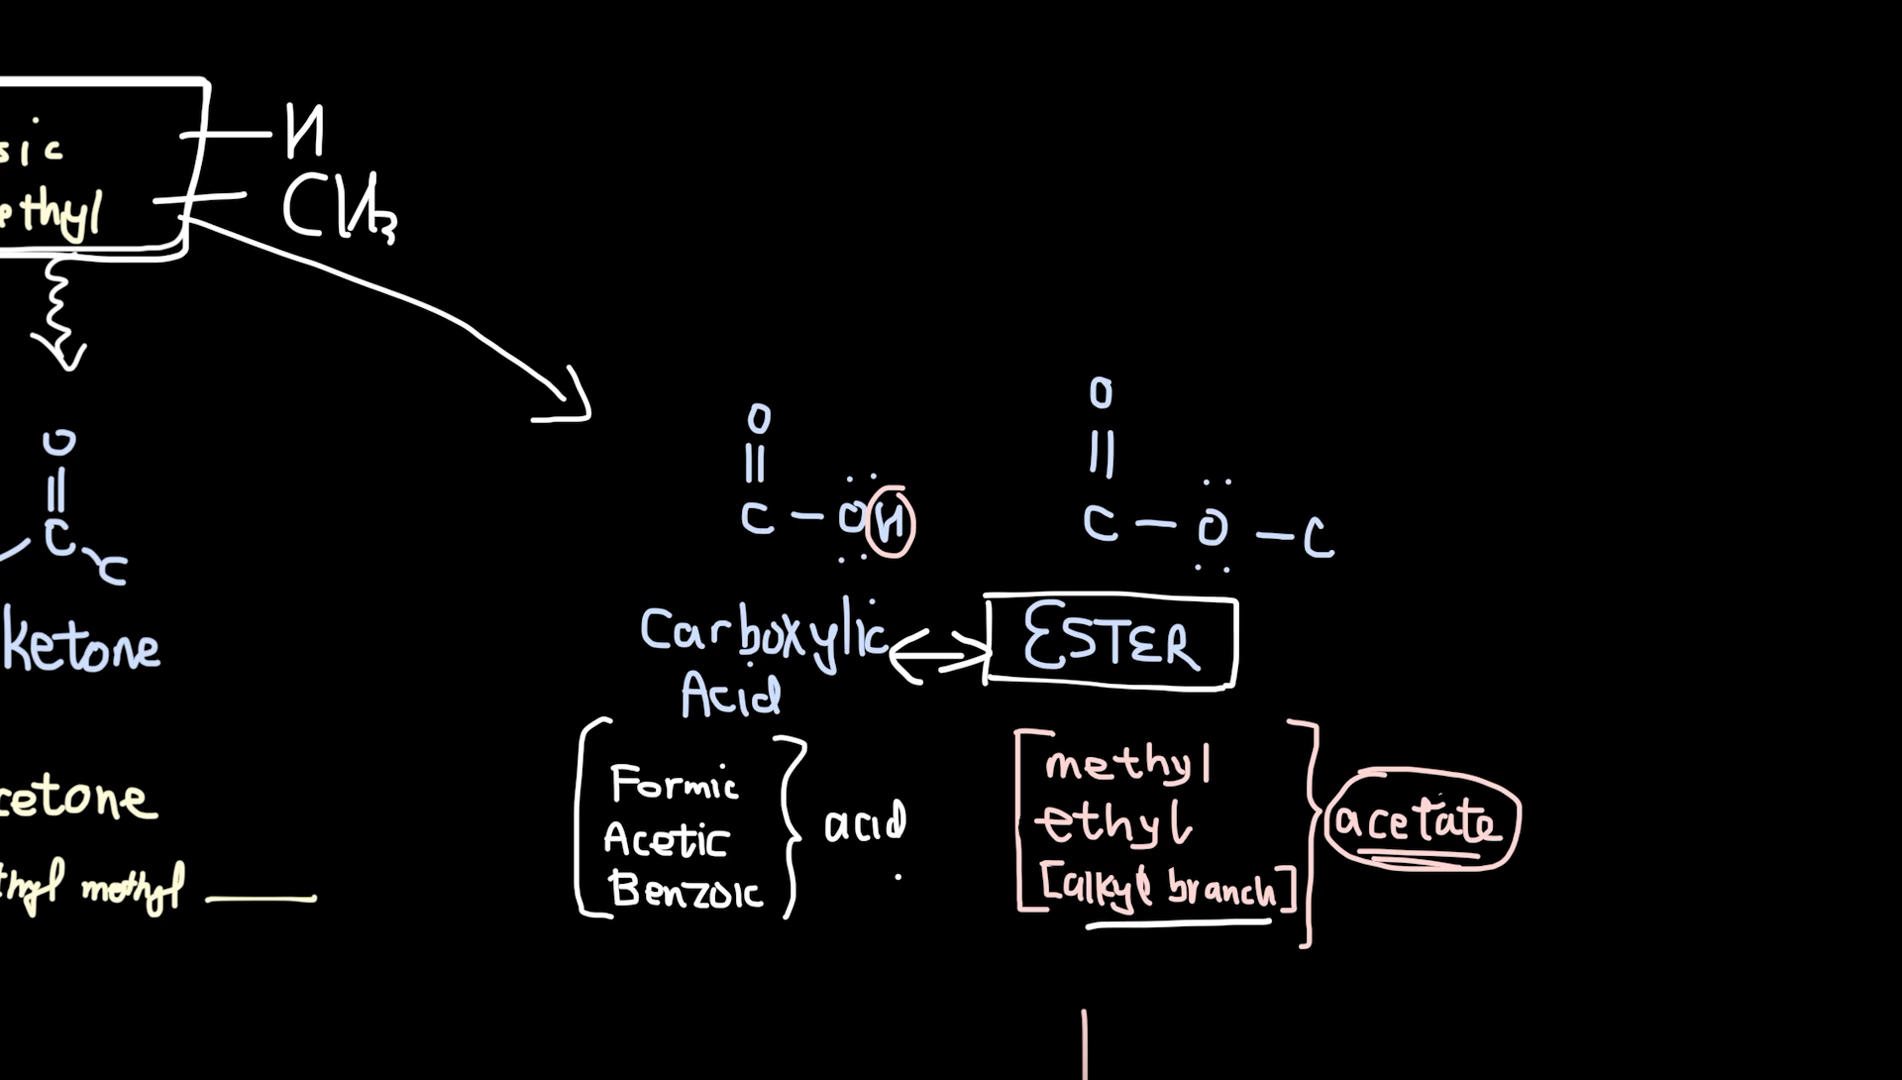 sic
ethyl
H
CH3
O
||
C
C
ketone
cetone
thyl methyl
O
||
C - OH
Carboxylic
Acid
Formic
Acetic
Benzoic
acid
O
||
C - O - C
ESTER
methyl
ethyl
[alkyl branch]
acetate